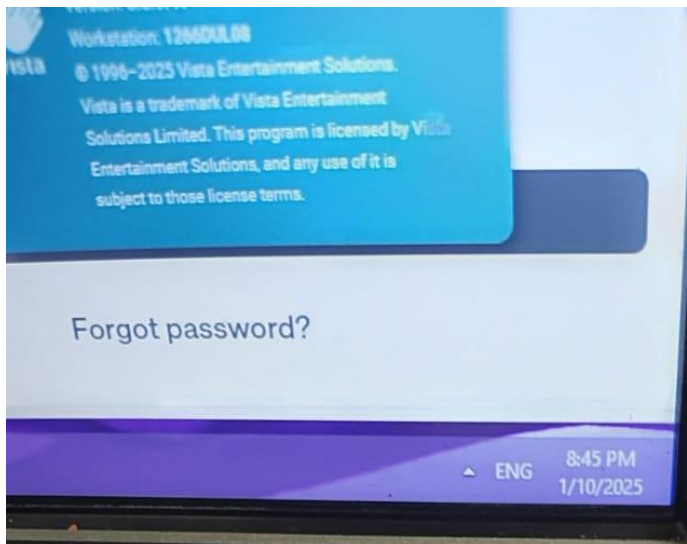 Workstation: 1266DUL08
vista
© 1996-2025 Vista Entertainment Solutions.
Vista is a trademark of Vista Entertainment
Solutions Limited. This program is licensed by Vista
Entertainment Solutions, and any use of it is
subject to those license terms.
Forgot password?
ENG
8:45 PM
1/10/2025